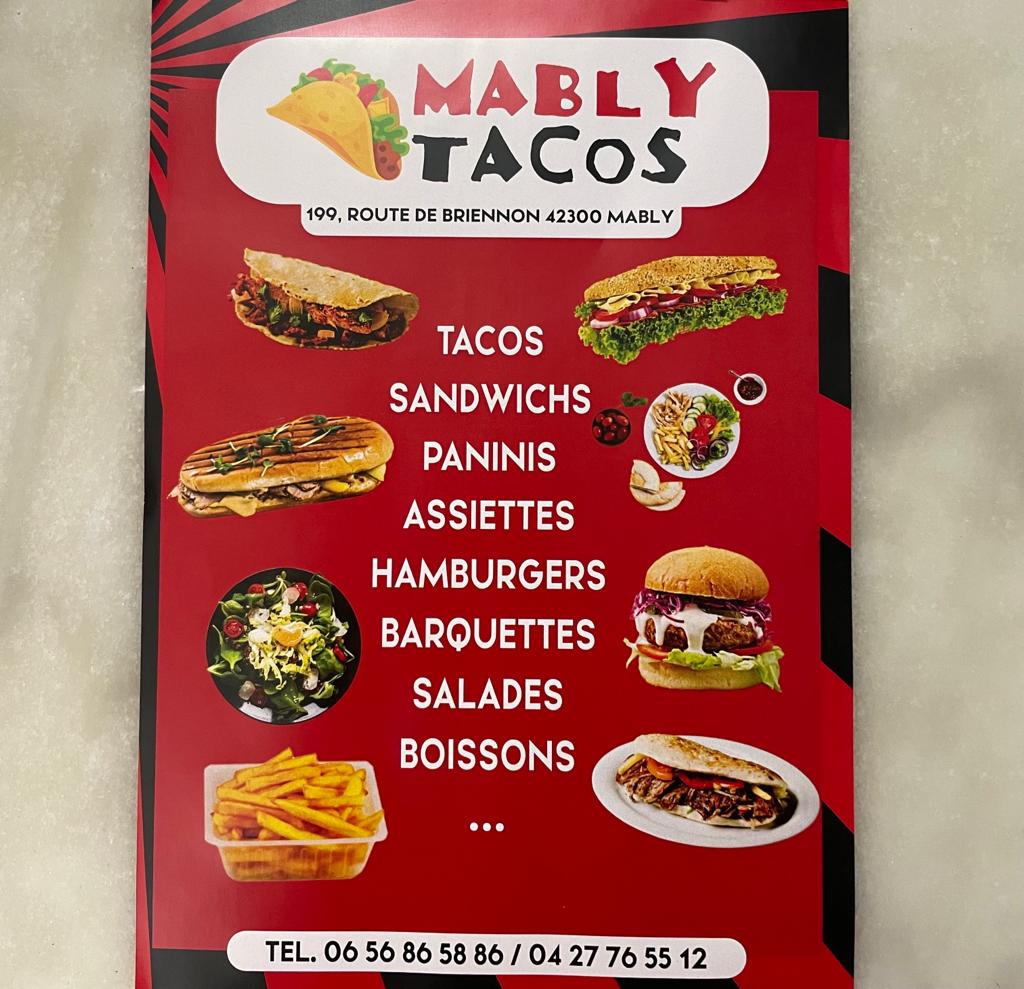 MABLY
TACOS
199, ROUTE DE BRIENNON 42300 MABLY
TACOS
SANDWICHS
PANINIS
ASSIETTES
HAMBURGERS
BARQUETTES
SALADES
BOISSONS
...
TEL. 06 56 86 58 86 / 04 27 76 55 12